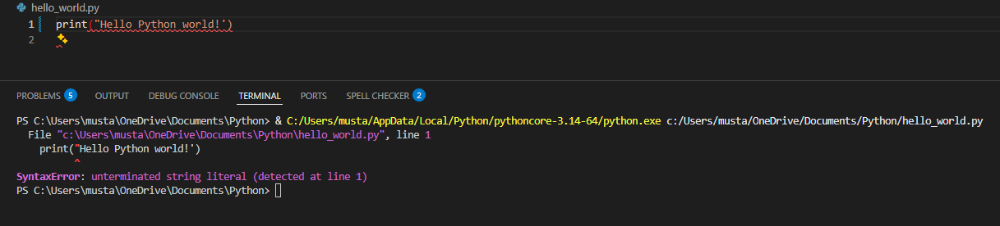 hello_world.py
1 print("Hello Python world!')
2
PROBLEMS 5 OUTPUT DEBUG CONSOLE TERMINAL PORTS SPELL CHECKER 2
PS C:\Users\musta\OneDrive\Documents\Python> & C:/Users/musta/AppData/Local/Python/pythoncore-3.14-64/python.exe c:/Users/musta/OneDrive/Documents/Python/hello_world.py
  File "c:\Users\musta\OneDrive\Documents\Python\hello_world.py", line 1
    print("Hello Python world!')
          ^
SyntaxError: unterminated string literal (detected at line 1)
PS C:\Users\musta\OneDrive\Documents\Python>